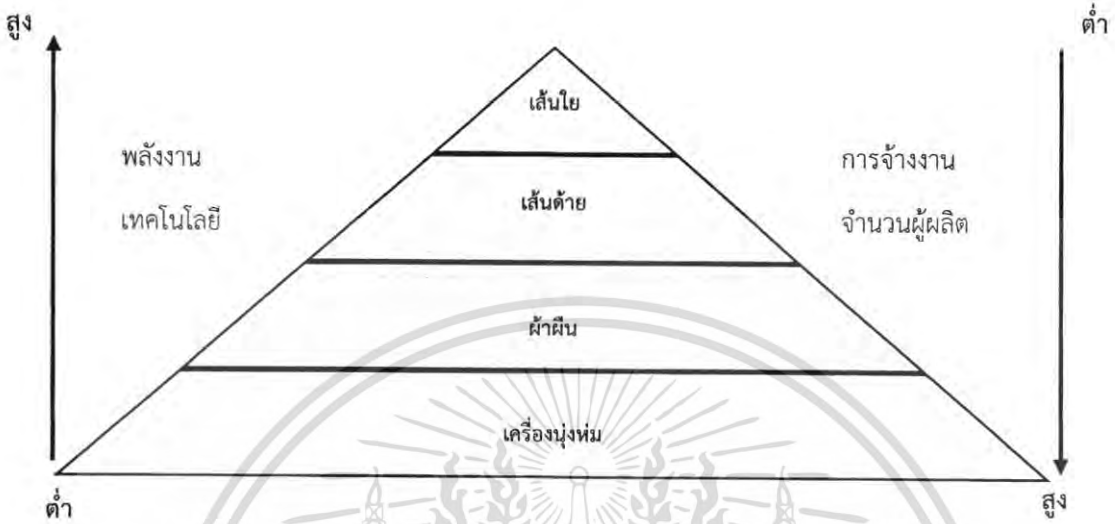 สูง
ต่ำ
เส้นใย
พลังงาน
การจ้างงาน
เส้นด้าย
เทคโนโลยี
จำนวนผู้ผลิต
ผ้าผืน
เครื่องนุ่งห่ม
ต่ำ
สูง